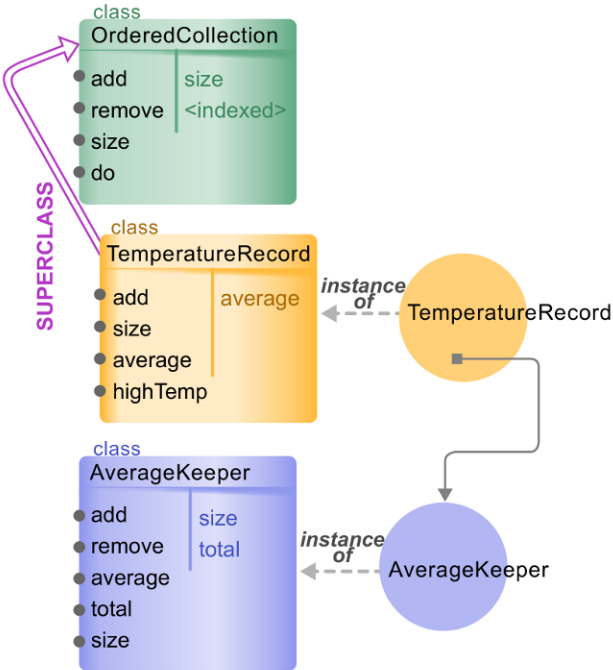 class
OrderedCollection
add
size
remove
<indexed>
size
do
SUPERCLASS
class
TemperatureRecord
add
average
size
average
highTemp
instance
of
TemperatureRecord
class
AverageKeeper
add
size
remove
total
average
total
size
instance
of
AverageKeeper